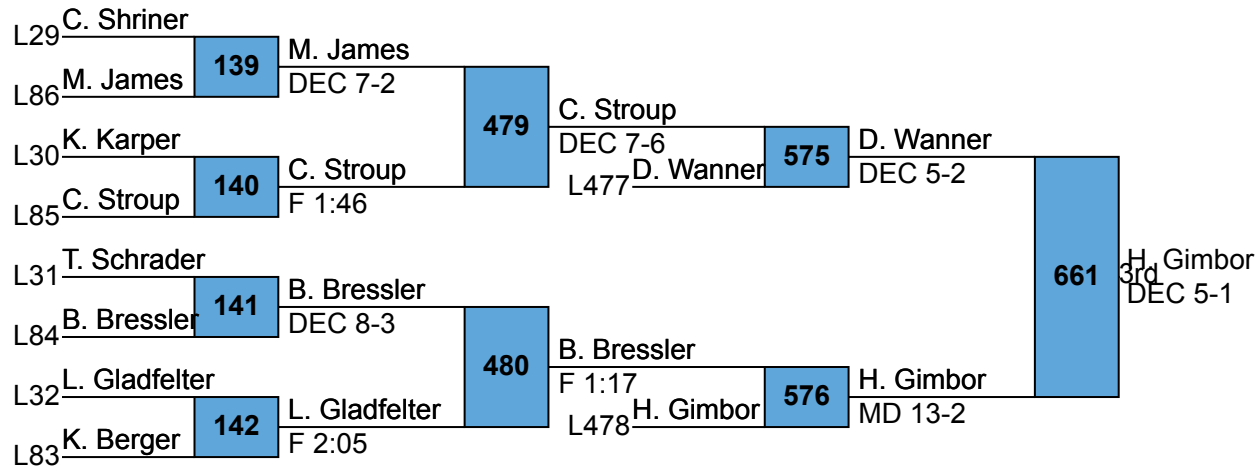 C. Shriner
L29
139
M. James
DEC 7-2
M. James
L86
479
C. Stroup
DEC 7-6
K. Karper
L30
140
C. Stroup
F 1:46
C. Stroup
L85
575
D. Wanner
DEC 5-2
L477 D. Wanner
T. Schrader
L31
141
B. Bressler
DEC 8-3
B. Bressler
L84
661
H. Gimbor
3rd
DEC 5-1
480
B. Bressler
F 1:17
L. Gladfelter
L32
142
L. Gladfelter
F 2:05
K. Berger
L83
576
H. Gimbor
MD 13-2
L478 H. Gimbor